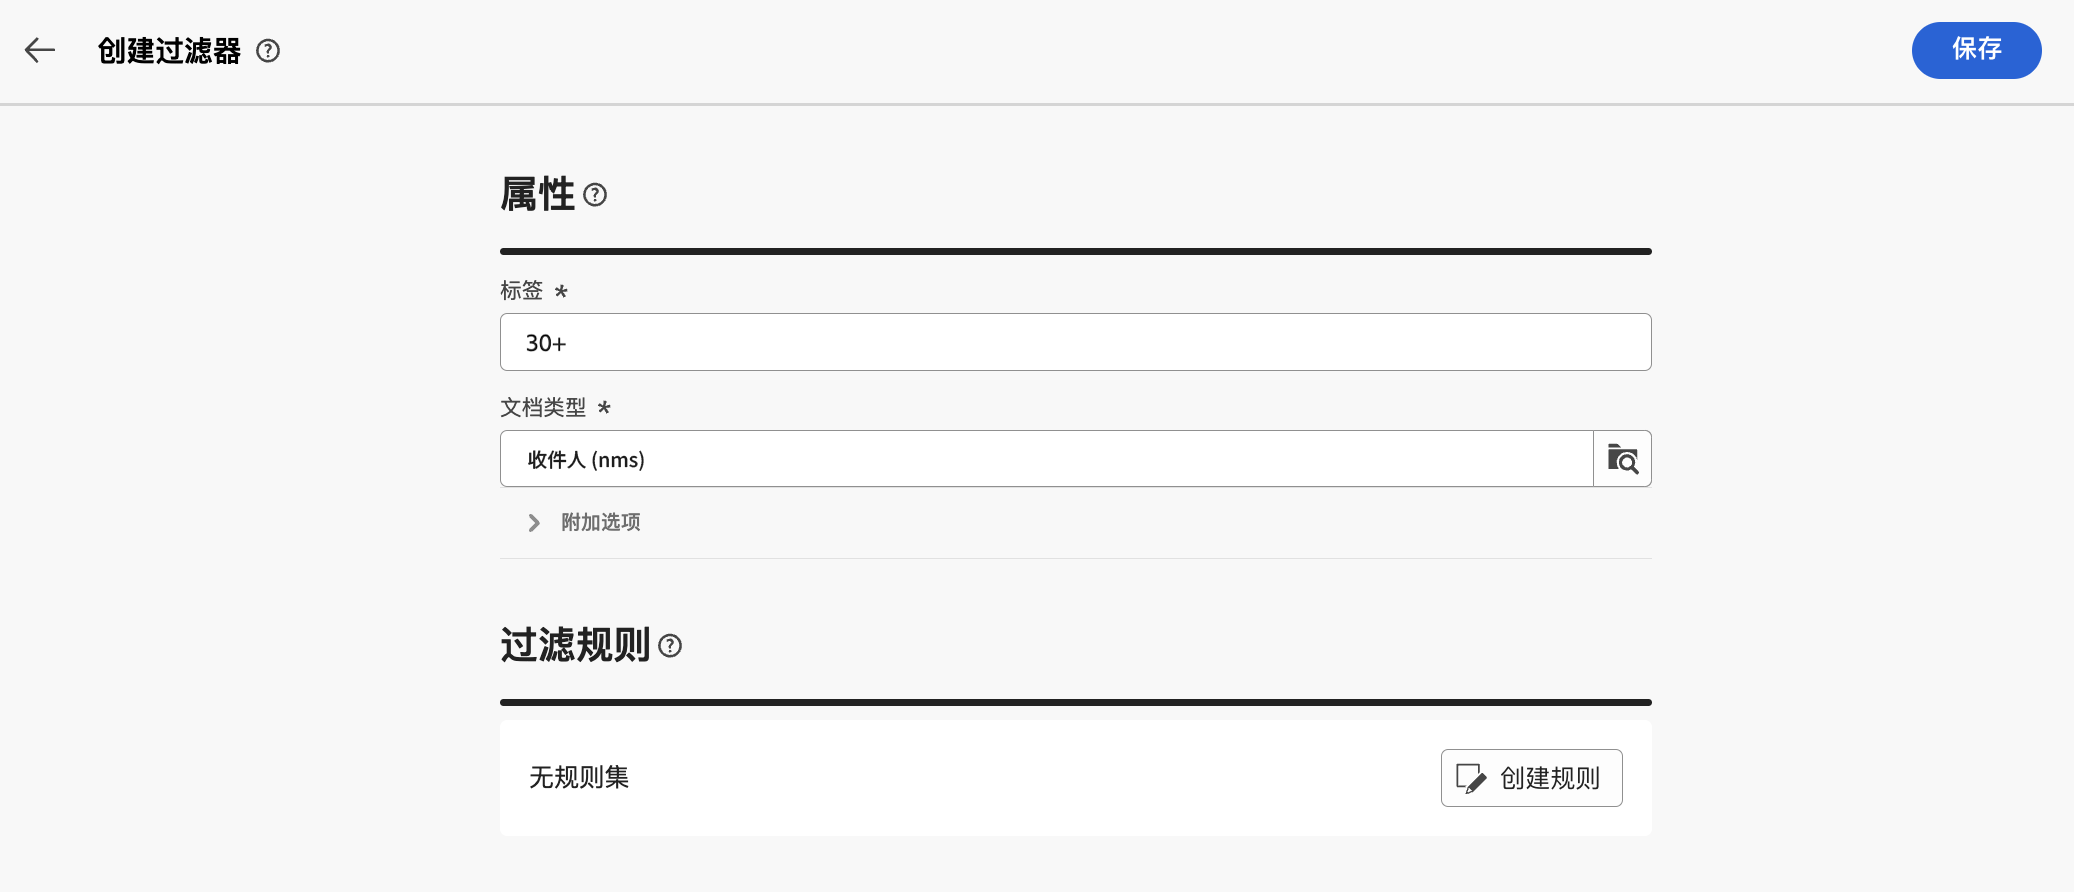 创建过滤器
保存
属性
标签 *
30+
文档类型 *
收件人 (nms)
附加选项
过滤规则
无规则集
创建规则